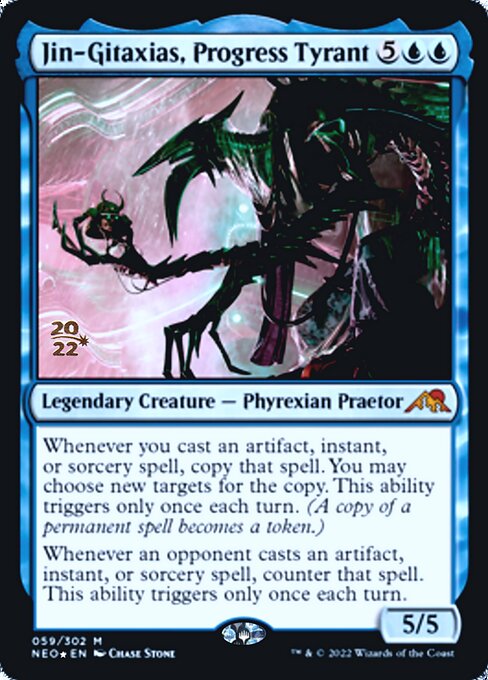 Jin-Gitaxias, Progress Tyrant 5
20
22
Legendary Creature — Phyrexian Praetor
Whenever you cast an artifact, instant,
or sorcery spell, copy that spell. You may
choose new targets for the copy. This ability
triggers only once each turn. (A copy of a
permanent spell becomes a token.)
Whenever an opponent casts an artifact,
instant, or sorcery spell, counter that spell.
This ability triggers only once each turn.
5/5
059/302 M
NEO★EN Chase Stone
™ & © 2022 Wizards of the Coast